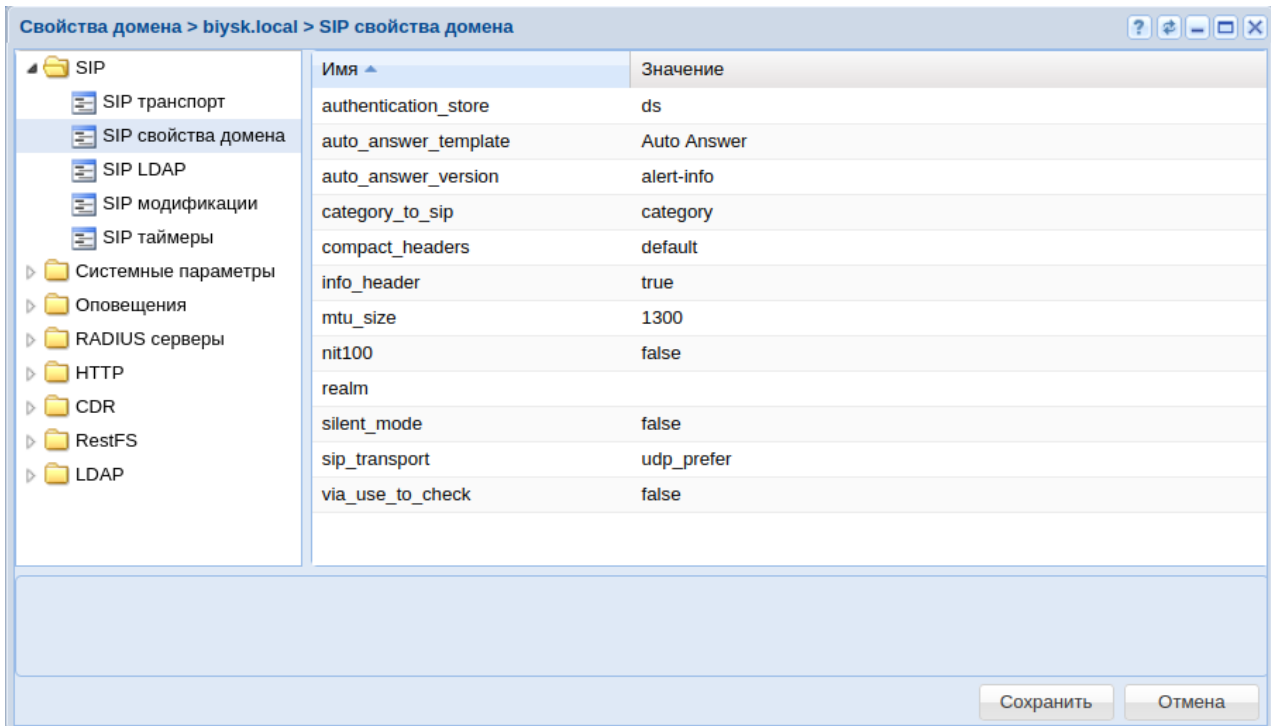 Свойства домена > biysk.local > SIP свойства домена
SIP
SIP транспорт
SIP свойства домена
SIP LDAP
SIP модификации
SIP таймеры
Системные параметры
Оповещения
RADIUS серверы
HTTP
CDR
RestFS
LDAP
Имя Значение
authentication_store ds
auto_answer_template Auto Answer
auto_answer_version alert-info
category_to_sip category
compact_headers default
info_header true
mtu_size 1300
nit100 false
realm
silent_mode false
sip_transport udp_prefer
via_use_to_check false
Сохранить Отмена